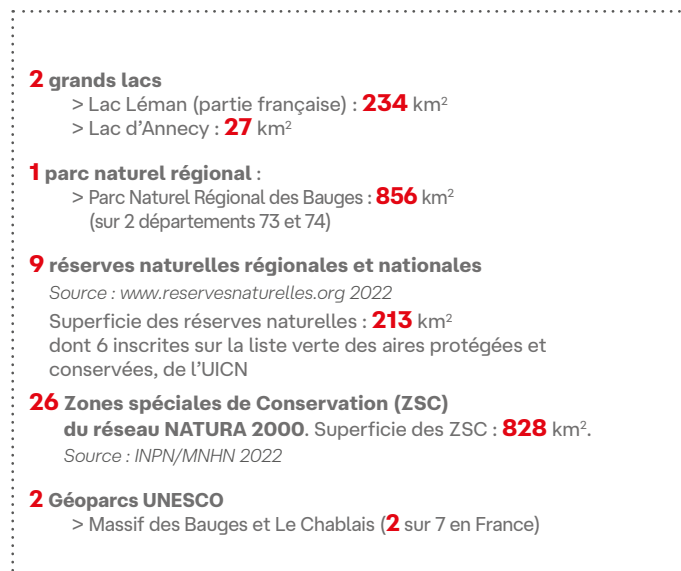 2 grands lacs
> Lac Léman (partie française) : 234 km²
> Lac d’Annecy : 27 km²
1 parc naturel régional :
> Parc Naturel Régional des Bauges : 856 km²
(sur 2 départements 73 et 74)
9 réserves naturelles régionales et nationales
Source : www.reservesnaturelles.org 2022
Superficie des réserves naturelles : 213 km²
dont 6 inscrites sur la liste verte des aires protégées et
conservées, de l’UICN
26 Zones spéciales de Conservation (ZSC)
du réseau NATURA 2000. Superficie des ZSC : 828 km².
Source : INPN/MNHN 2022
2 Géoparcs UNESCO
> Massif des Bauges et Le Chablais (2 sur 7 en France)